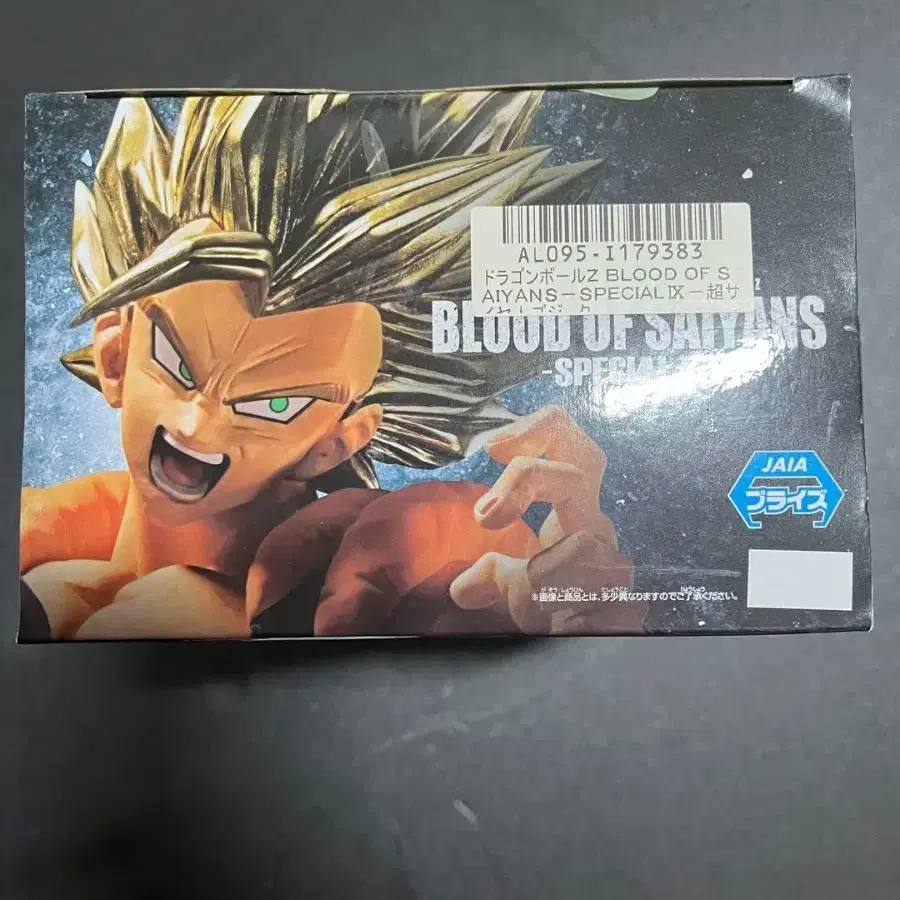 AL095-I179383
ドラゴンボールZ BLOOD OF S
AIYANS－SPECIALⅨ－超サ
Z
BLOOD OF SAIYANS
-SPECIAL
JAIA
プライズ
※画像と商品とは、多少異なりますのでご了承ください。